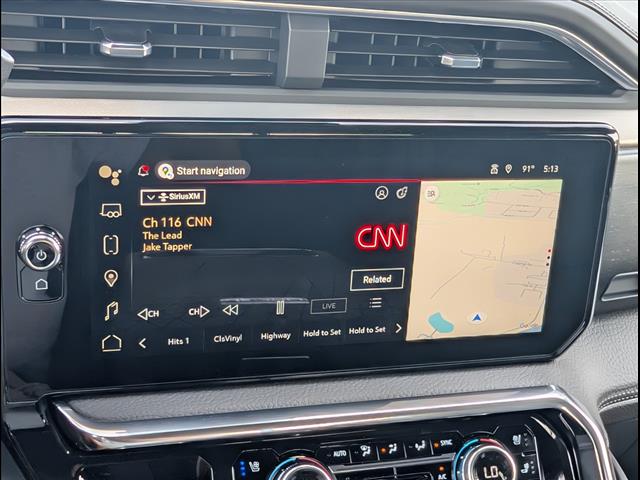 Start navigation
91° 5:13
SiriusXM
Ch 116 CNN
The Lead
Jake Tapper
CNN
Related
CH CH LIVE
Hits 1 ClsVinyl Highway Hold to Set Hold to Set
Google
AUTO SYNC
A/C LO